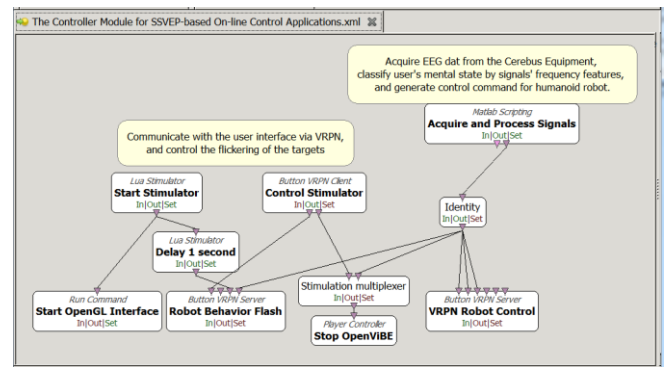 The Controller Module for SSVEP-based On-line Control Applications.xml
Acquire EEG dat from the Cerebus Equipment,
classify user's mental state by signals' frequency features,
and generate control command for humanoid robot.
Matlab Scripting
Acquire and Process Signals
In|Out|Set
Communicate with the user interface via VRPN,
and control the flickering of the targets
Lua Stimulator
Start Stimulator
In|Out|Set
Button VRPN Client
Control Stimulator
In|Out|Set
Identity
In|Out|Set
Lua Stimulator
Delay 1 second
In|Out|Set
Run Command
Start OpenGL Interface
In|Out|Set
Button VRPN Server
Robot Behavior Flash
In|Out|Set
Stimulation multiplexer
In|Out|Set
Player Controller
Stop OpenViBE
Button VRPN Server
VRPN Robot Control
In|Out|Set